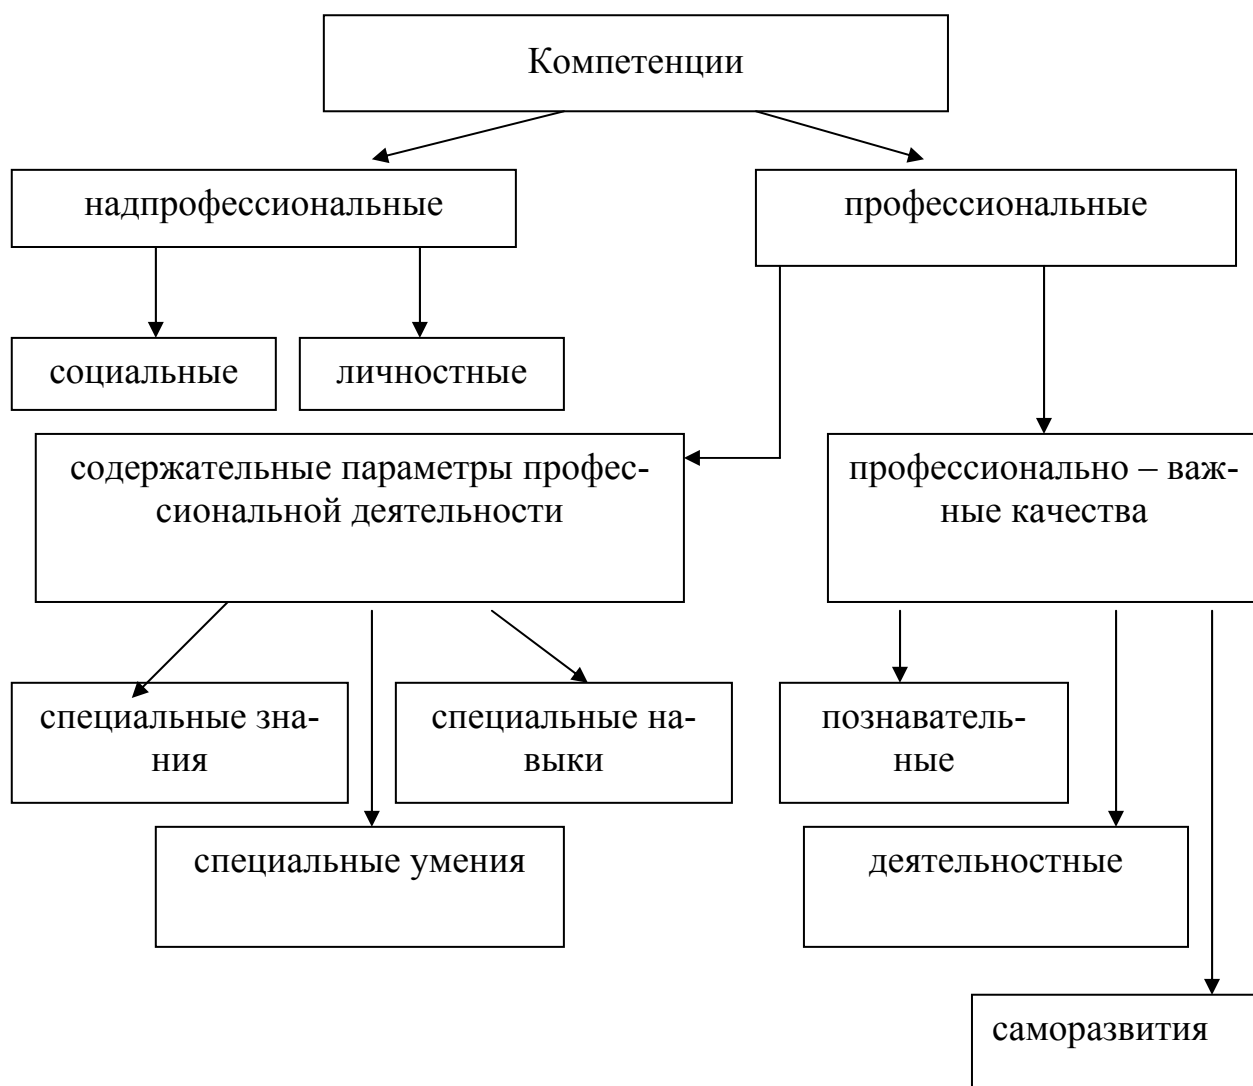 Компетенции
надпрофессиональные
профессиональные
социальные
личностные
содержательные параметры профес-
сиональной деятельности
профессионально – важ-
ные качества
специальные зна-
ния
специальные на-
выки
познаватель-
ные
специальные умения
деятельностные
саморазвития